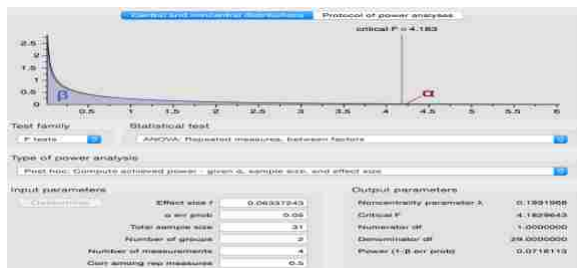 Central and noncentral distributions Protocol of power analyses
critical F = 4.183
2.5
2
1.5
1
0.5
0
β
α
0.5 1 1.5 2 2.5 3 3.5 4 4.5 5 5.5 6
Test family Statistical test
F tests ANOVA: Repeated measures, between factors
Type of power analysis
Post hoc: Compute achieved power - given α, sample size, and effect size
Input parameters Output parameters
Determine Effect size f 0.06337243 Noncentrality parameter λ 0.1991968
α err prob 0.05 Critical F 4.1829643
Total sample size 31 Numerator df 1.0000000
Number of groups 2 Denominator df 29.0000000
Number of measurements 4 Power (1-β err prob) 0.0718113
Corr among rep measures 0.5